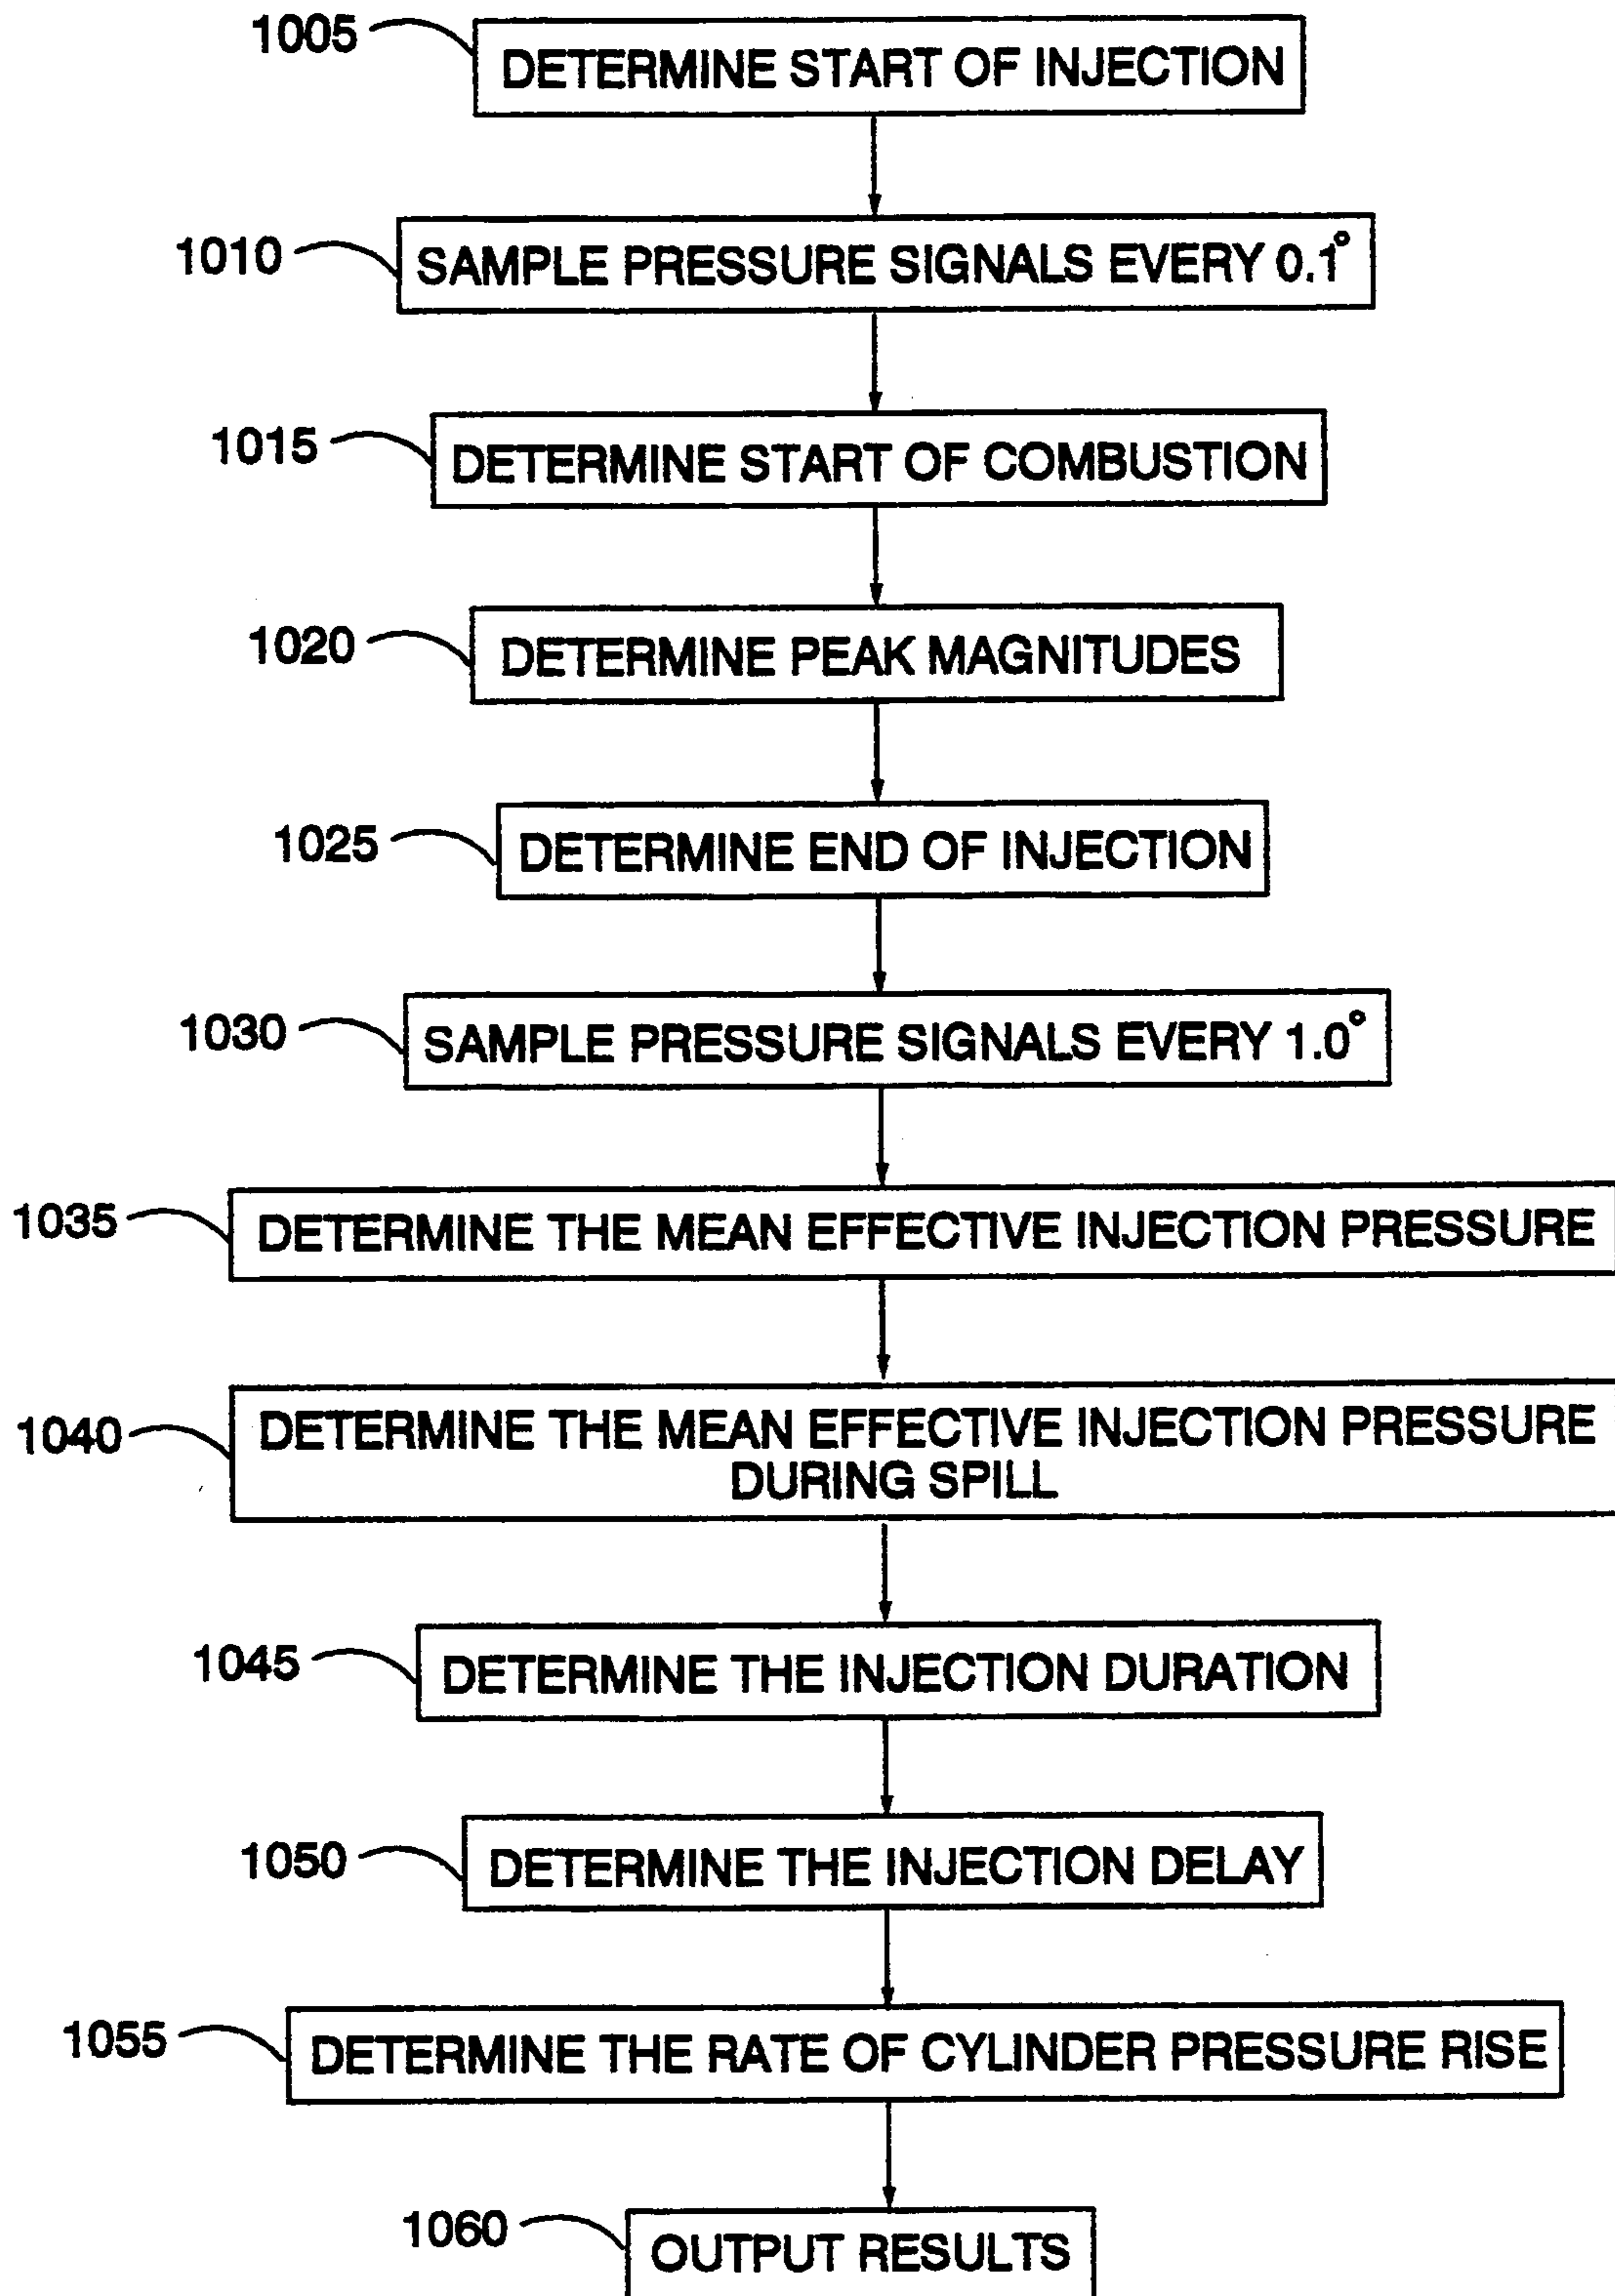 1005
DETERMINE START OF INJECTION
1010
SAMPLE PRESSURE SIGNALS EVERY 0.1°
1015
DETERMINE START OF COMBUSTION
1020
DETERMINE PEAK MAGNITUDES
1025
DETERMINE END OF INJECTION
1030
SAMPLE PRESSURE SIGNALS EVERY 1.0°
1035
DETERMINE THE MEAN EFFECTIVE INJECTION PRESSURE
1040
DETERMINE THE MEAN EFFECTIVE INJECTION PRESSURE
DURING SPILL
1045
DETERMINE THE INJECTION DURATION
1050
DETERMINE THE INJECTION DELAY
1055
DETERMINE THE RATE OF CYLINDER PRESSURE RISE
1060
OUTPUT RESULTS